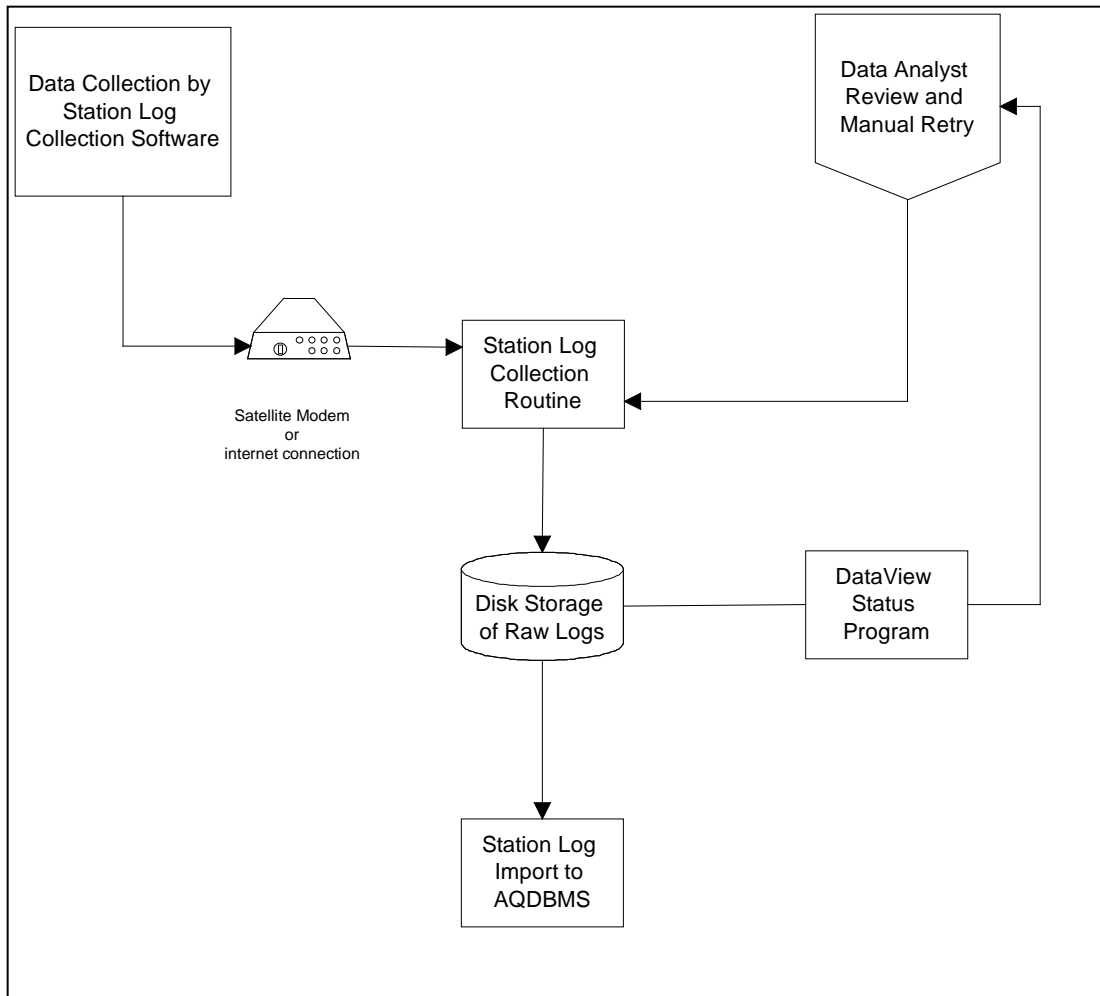 Data Collection by
Station Log
Collection Software
Data Analyst
Review and
Manual Retry
Satellite Modem
or
internet connection
Station Log
Collection
Routine
Disk Storage
of Raw Logs
DataView
Status
Program
Station Log
Import to
AQDBMS